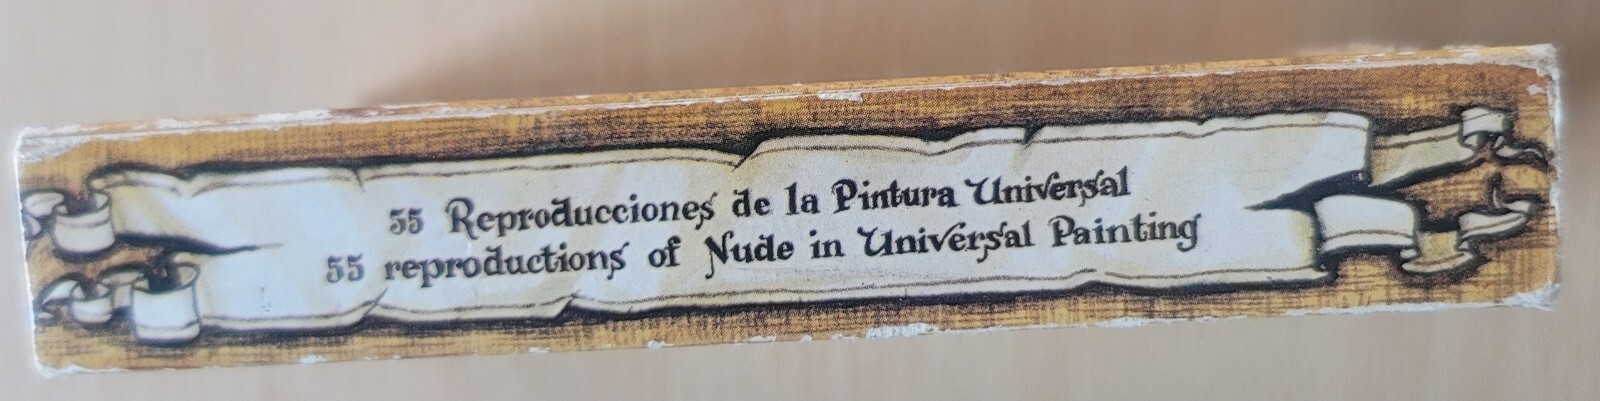 55 Reproducciones de la Pintura Universal
55 reproductions of Nude in Universal Painting